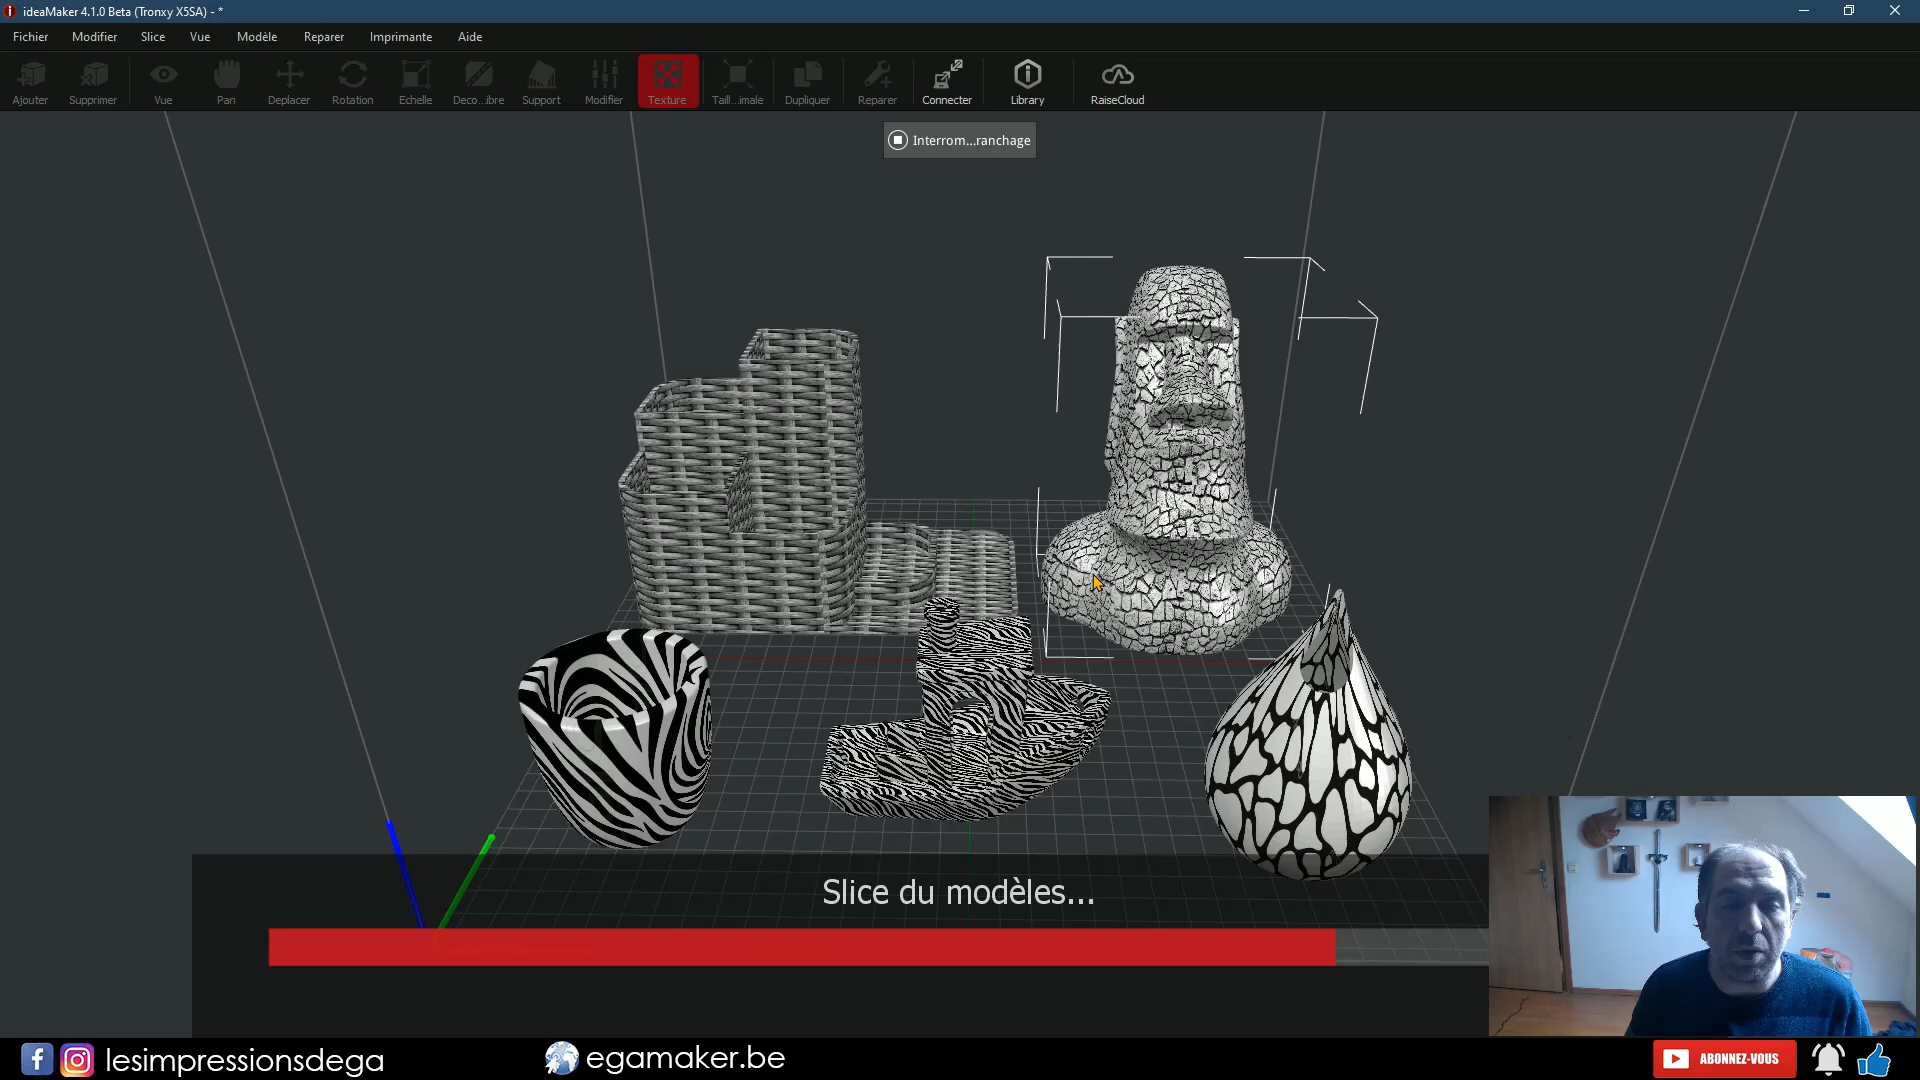 ideaMaker 4.1.0 Beta (Tronxy X5SA) - *
Fichier Modifier Slice Vue Modèle Reparer Imprimante Aide
Ajouter Supprimer Vue Pan Deplacer Rotation Echelle Deco...ibre Support Modifier Texture Taill...imale Dupliquer Reparer Connecter Library RaiseCloud
Interrom...ranchage
Slice du modèles...
lesimpressionsdega
egamaker.be
ABONNEZ-VOUS